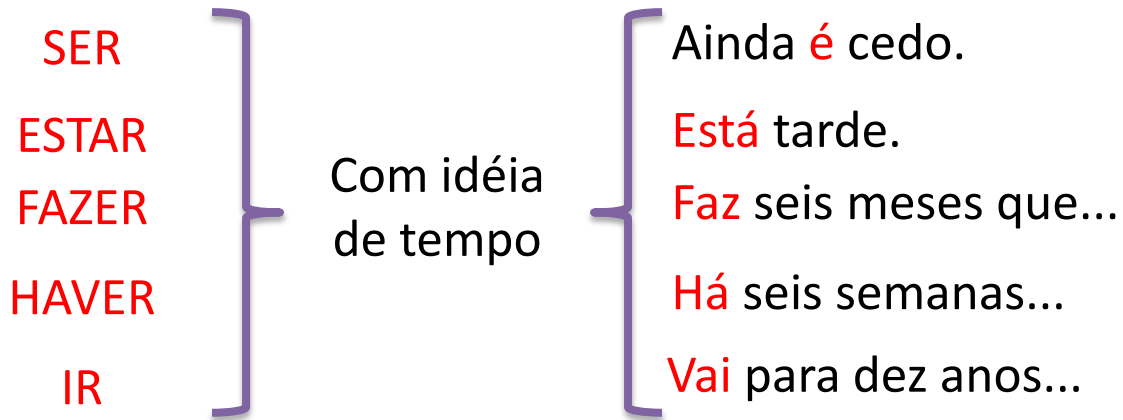 SER
ESTAR
FAZER
HAVER
IR
Com idéia
de tempo
Ainda é cedo.
Está tarde.
Faz seis meses que...
Há seis semanas...
Vai para dez anos...